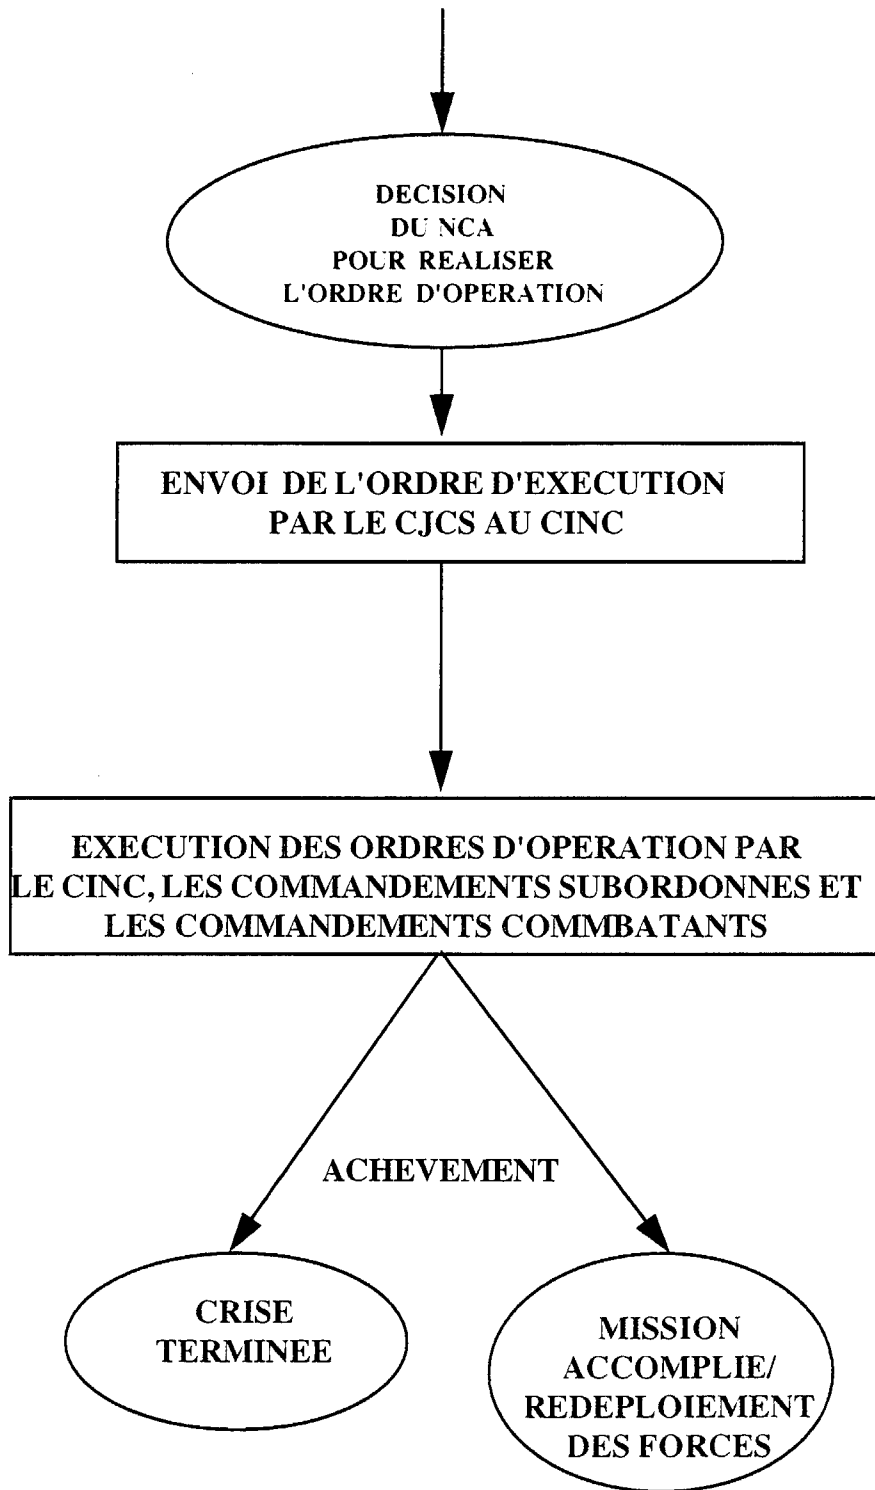 DECISION
DU NCA
POUR REALISER
L'ORDRE D'OPERATION
ENVOI DE L'ORDRE D'EXECUTION
PAR LE CJCS AU CINC
EXECUTION DES ORDRES D'OPERATION PAR
LE CINC, LES COMMANDEMENTS SUBORDONNES ET
LES COMMANDEMENTS COMMBATANTS
ACHEVEMENT
CRISE
TERMINEE
MISSION
ACCOMPLIE/
REDEPLOIEMENT
DES FORCES